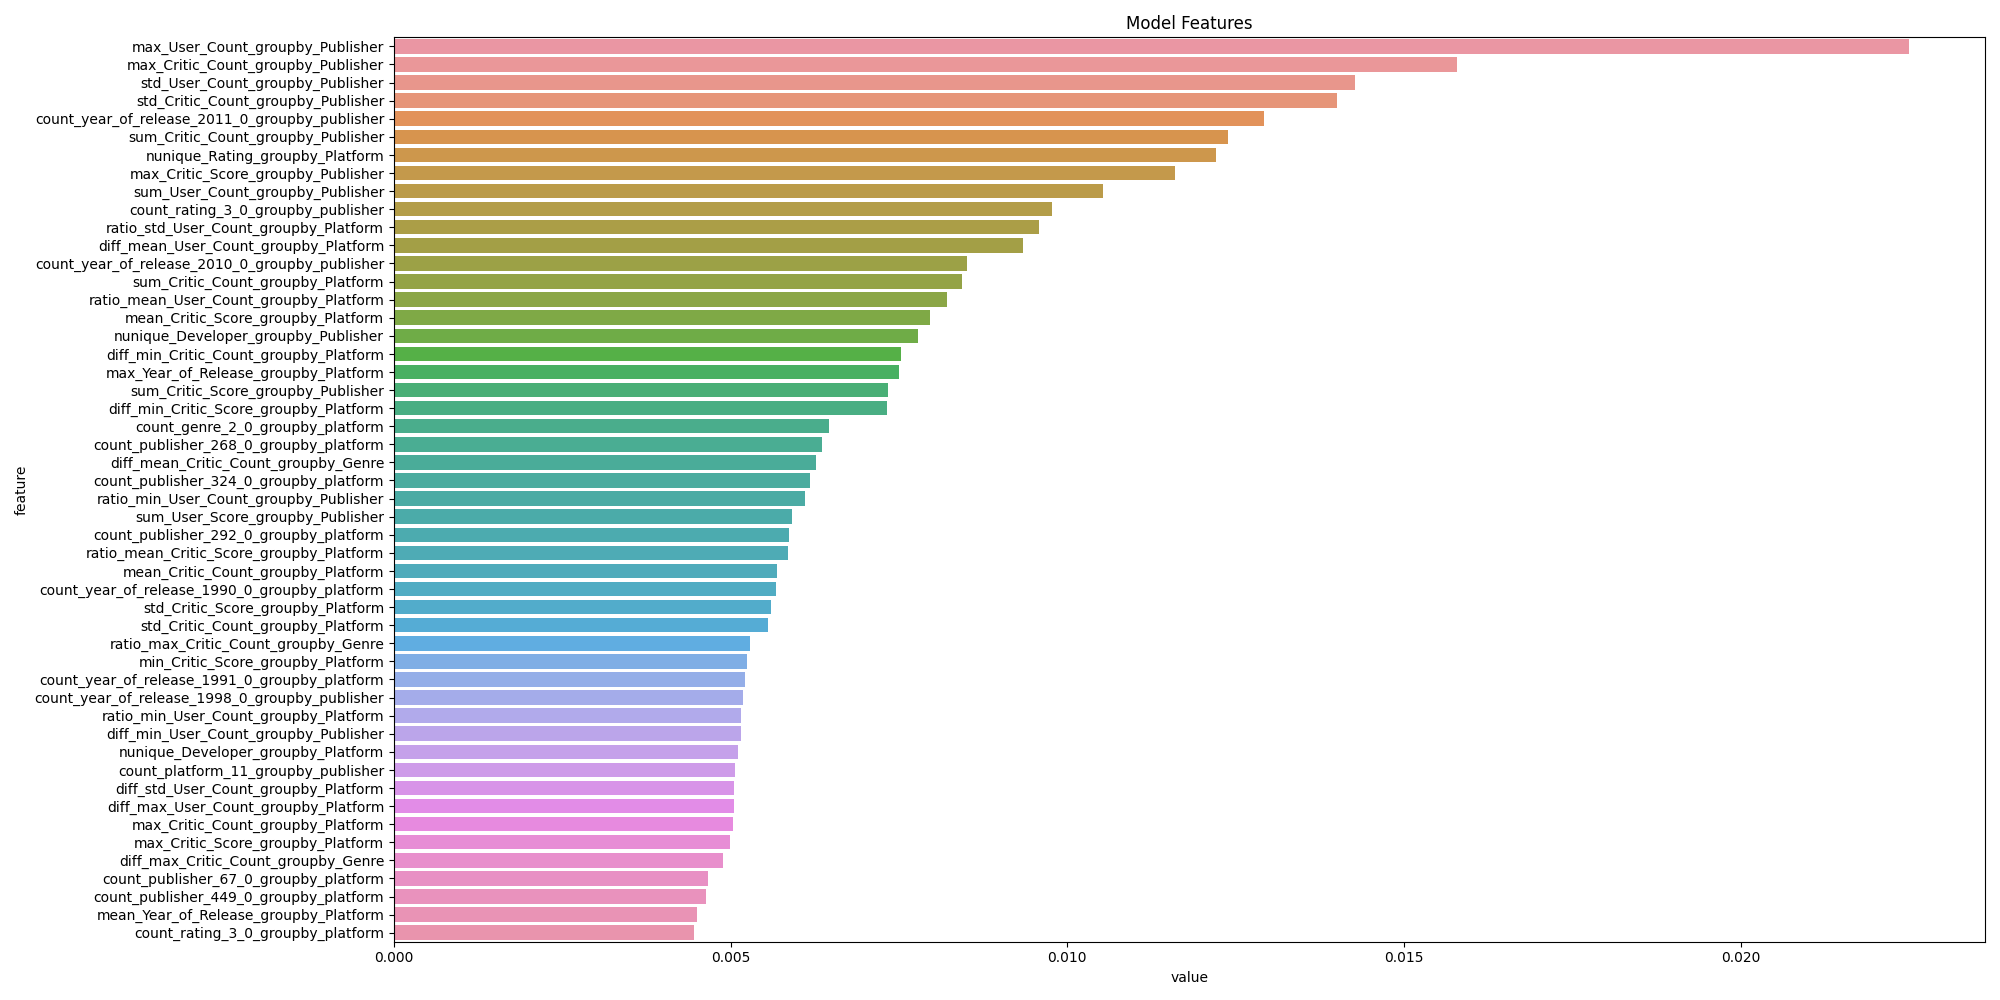 Model Features
max_User_Count_groupby_Publisher
max_Critic_Count_groupby_Publisher
std_User_Count_groupby_Publisher
std_Critic_Count_groupby_Publisher
count_year_of_release_2011_0_groupby_publisher
sum_Critic_Count_groupby_Publisher
nunique_Rating_groupby_Platform
max_Critic_Score_groupby_Publisher
sum_User_Count_groupby_Publisher
count_rating_3_0_groupby_publisher
ratio_std_User_Count_groupby_Platform
diff_mean_User_Count_groupby_Platform
count_year_of_release_2010_0_groupby_publisher
sum_Critic_Count_groupby_Platform
ratio_mean_User_Count_groupby_Platform
mean_Critic_Score_groupby_Platform
nunique_Developer_groupby_Publisher
diff_min_Critic_Count_groupby_Platform
max_Year_of_Release_groupby_Platform
sum_Critic_Score_groupby_Publisher
diff_min_Critic_Score_groupby_Platform
count_genre_2_0_groupby_platform
count_publisher_268_0_groupby_platform
diff_mean_Critic_Count_groupby_Genre
count_publisher_324_0_groupby_platform
ratio_min_User_Count_groupby_Publisher
sum_User_Score_groupby_Publisher
count_publisher_292_0_groupby_platform
ratio_mean_Critic_Score_groupby_Platform
mean_Critic_Count_groupby_Platform
count_year_of_release_1990_0_groupby_platform
std_Critic_Score_groupby_Platform
std_Critic_Count_groupby_Platform
ratio_max_Critic_Count_groupby_Genre
min_Critic_Score_groupby_Platform
count_year_of_release_1991_0_groupby_platform
count_year_of_release_1998_0_groupby_publisher
ratio_min_User_Count_groupby_Platform
diff_min_User_Count_groupby_Publisher
nunique_Developer_groupby_Platform
count_platform_11_groupby_publisher
diff_std_User_Count_groupby_Platform
diff_max_User_Count_groupby_Platform
max_Critic_Count_groupby_Platform
max_Critic_Score_groupby_Platform
diff_max_Critic_Count_groupby_Genre
count_publisher_67_0_groupby_platform
count_publisher_449_0_groupby_platform
mean_Year_of_Release_groupby_Platform
count_rating_3_0_groupby_platform
feature
0.000 0.005 0.010 0.015 0.020
value